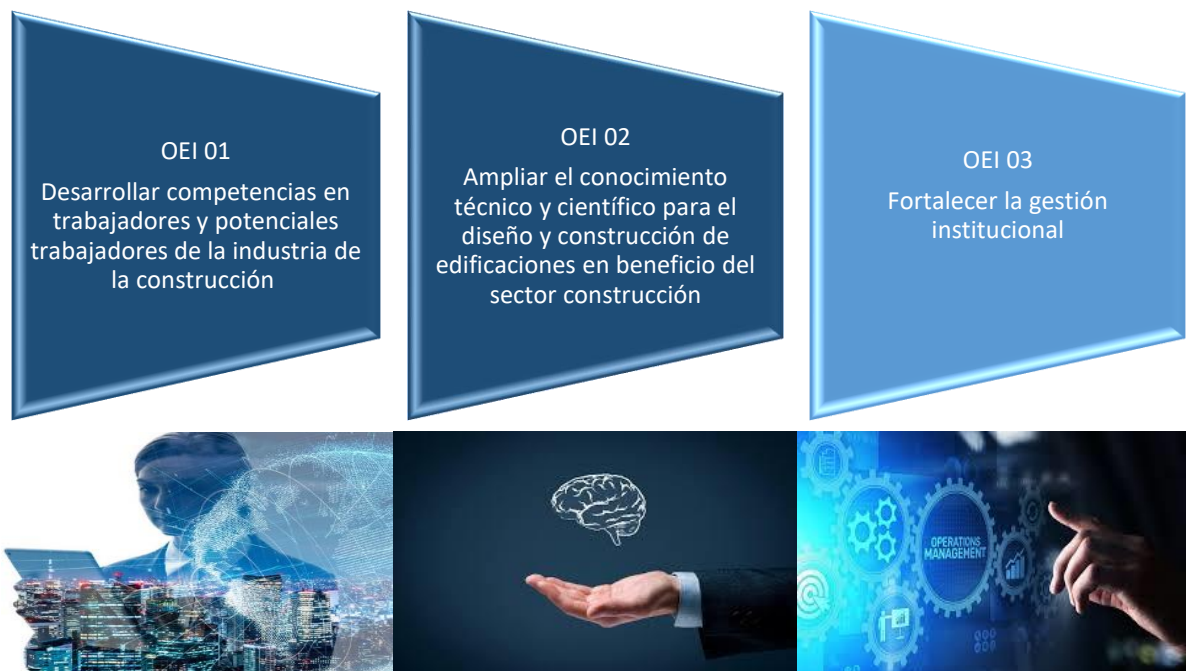 OEI 01
Desarrollar competencias en
trabajadores y potenciales
trabajadores de la industria de
la construcción
OEI 02
Ampliar el conocimiento
técnico y científico para el
diseño y construcción de
edificaciones en beneficio del
sector construcción
OEI 03
Fortalecer la gestión
institucional
OPERATIONS
MANAGEMENT